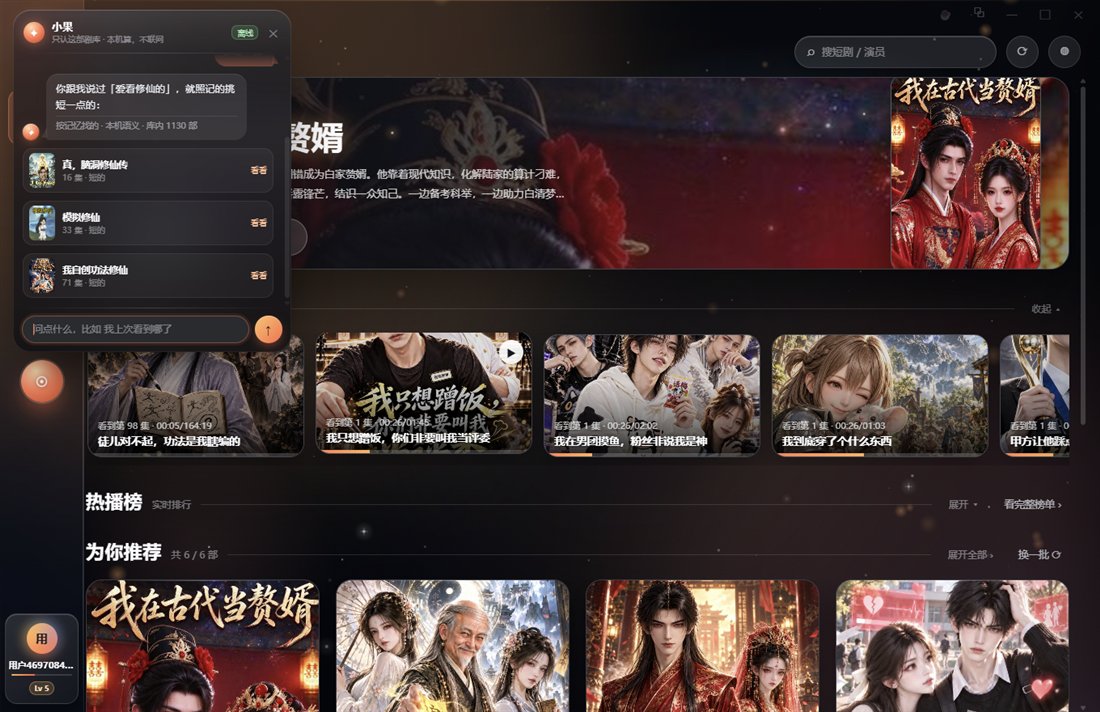 小果
只认这部剧库 · 本机算，不联网
离线
你跟我说过「爱看修仙的」，就照记的挑
短一点的：
按记忆找的 · 本机语义 · 库内 1130 部
真，脑洞修仙传
16 集 · 短的
看看
模拟修仙
33 集 · 短的
看看
我自创功法修仙
71 集 · 短的
看看
问点什么，比如 我上次看到哪了
搜短剧 / 演员
赘婿
错成为白家赘婿。他靠着现代知识，化解陆家的算计刁难，
露锋芒，结识一众知己。一边备考科举，一边助力白清梦...
我在古代当赘婿
收起
看到第 98 集 · 00:05/164:19
徒儿对不起，功法是我瞎编的
我只想蹭饭，
看到第 1 集 · 00:26/01:45
我只想蹭饭，你们非要叫我当评委
看到第 1 集 · 00:26/02:02
我在男团摸鱼，粉丝非说我是神
看到第 1 集 · 00:26/01:03
我到底穿了个什么东西
看到第 1 集 · 0
甲方让修
热播榜 实时排行
展开
看完整榜单 ›
为你推荐 共 6 / 6 部
展开全部 ›
换一批
我在古代当赘婿
用
用户4697084...
Lv 5